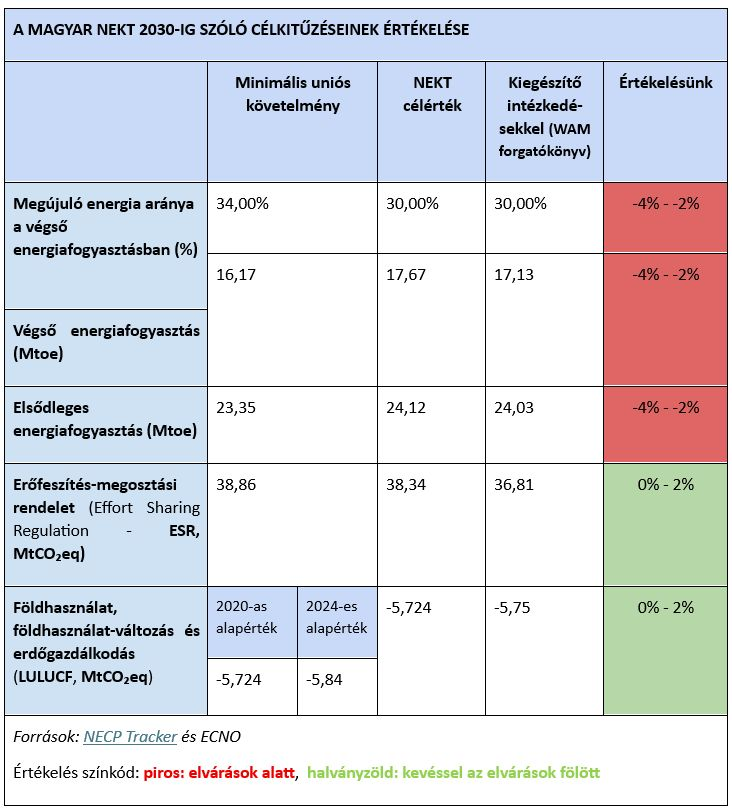 A MAGYAR NEKT 2030-IG SZÓLÓ CÉLKITŰZÉSEINEK ÉRTÉKELÉSE
Minimális uniós
követelmény
NEKT
célérték
Kiegészítő
intézkedé-
sekkel (WAM
forgatókönyv)
Értékelésünk
Megújuló energia aránya
a végső
energiafogyasztásban (%)
34,00%
30,00%
30,00%
-4% - -2%
Végső energiafogyasztás
(Mtoe)
16,17
17,67
17,13
-4% - -2%
Elsődleges
energiafogyasztás (Mtoe)
23,35
24,12
24,03
-4% - -2%
Erőfeszítés-megosztási
rendelet (Effort Sharing
Regulation - ESR,
MtCO₂eq)
38,86
38,34
36,81
0% - 2%
Földhasználat,
földhasználat-változás és
erdőgazdálkodás
(LULUCF, MtCO₂eq)
2020-as
alapérték
2024-es
alapérték
-5,724
-5,84
-5,724
-5,75
0% - 2%
Források: NECP Tracker és ECNO
Értékelés színkód: piros: elvárások alatt, halványzöld: kevéssel az elvárások fölött